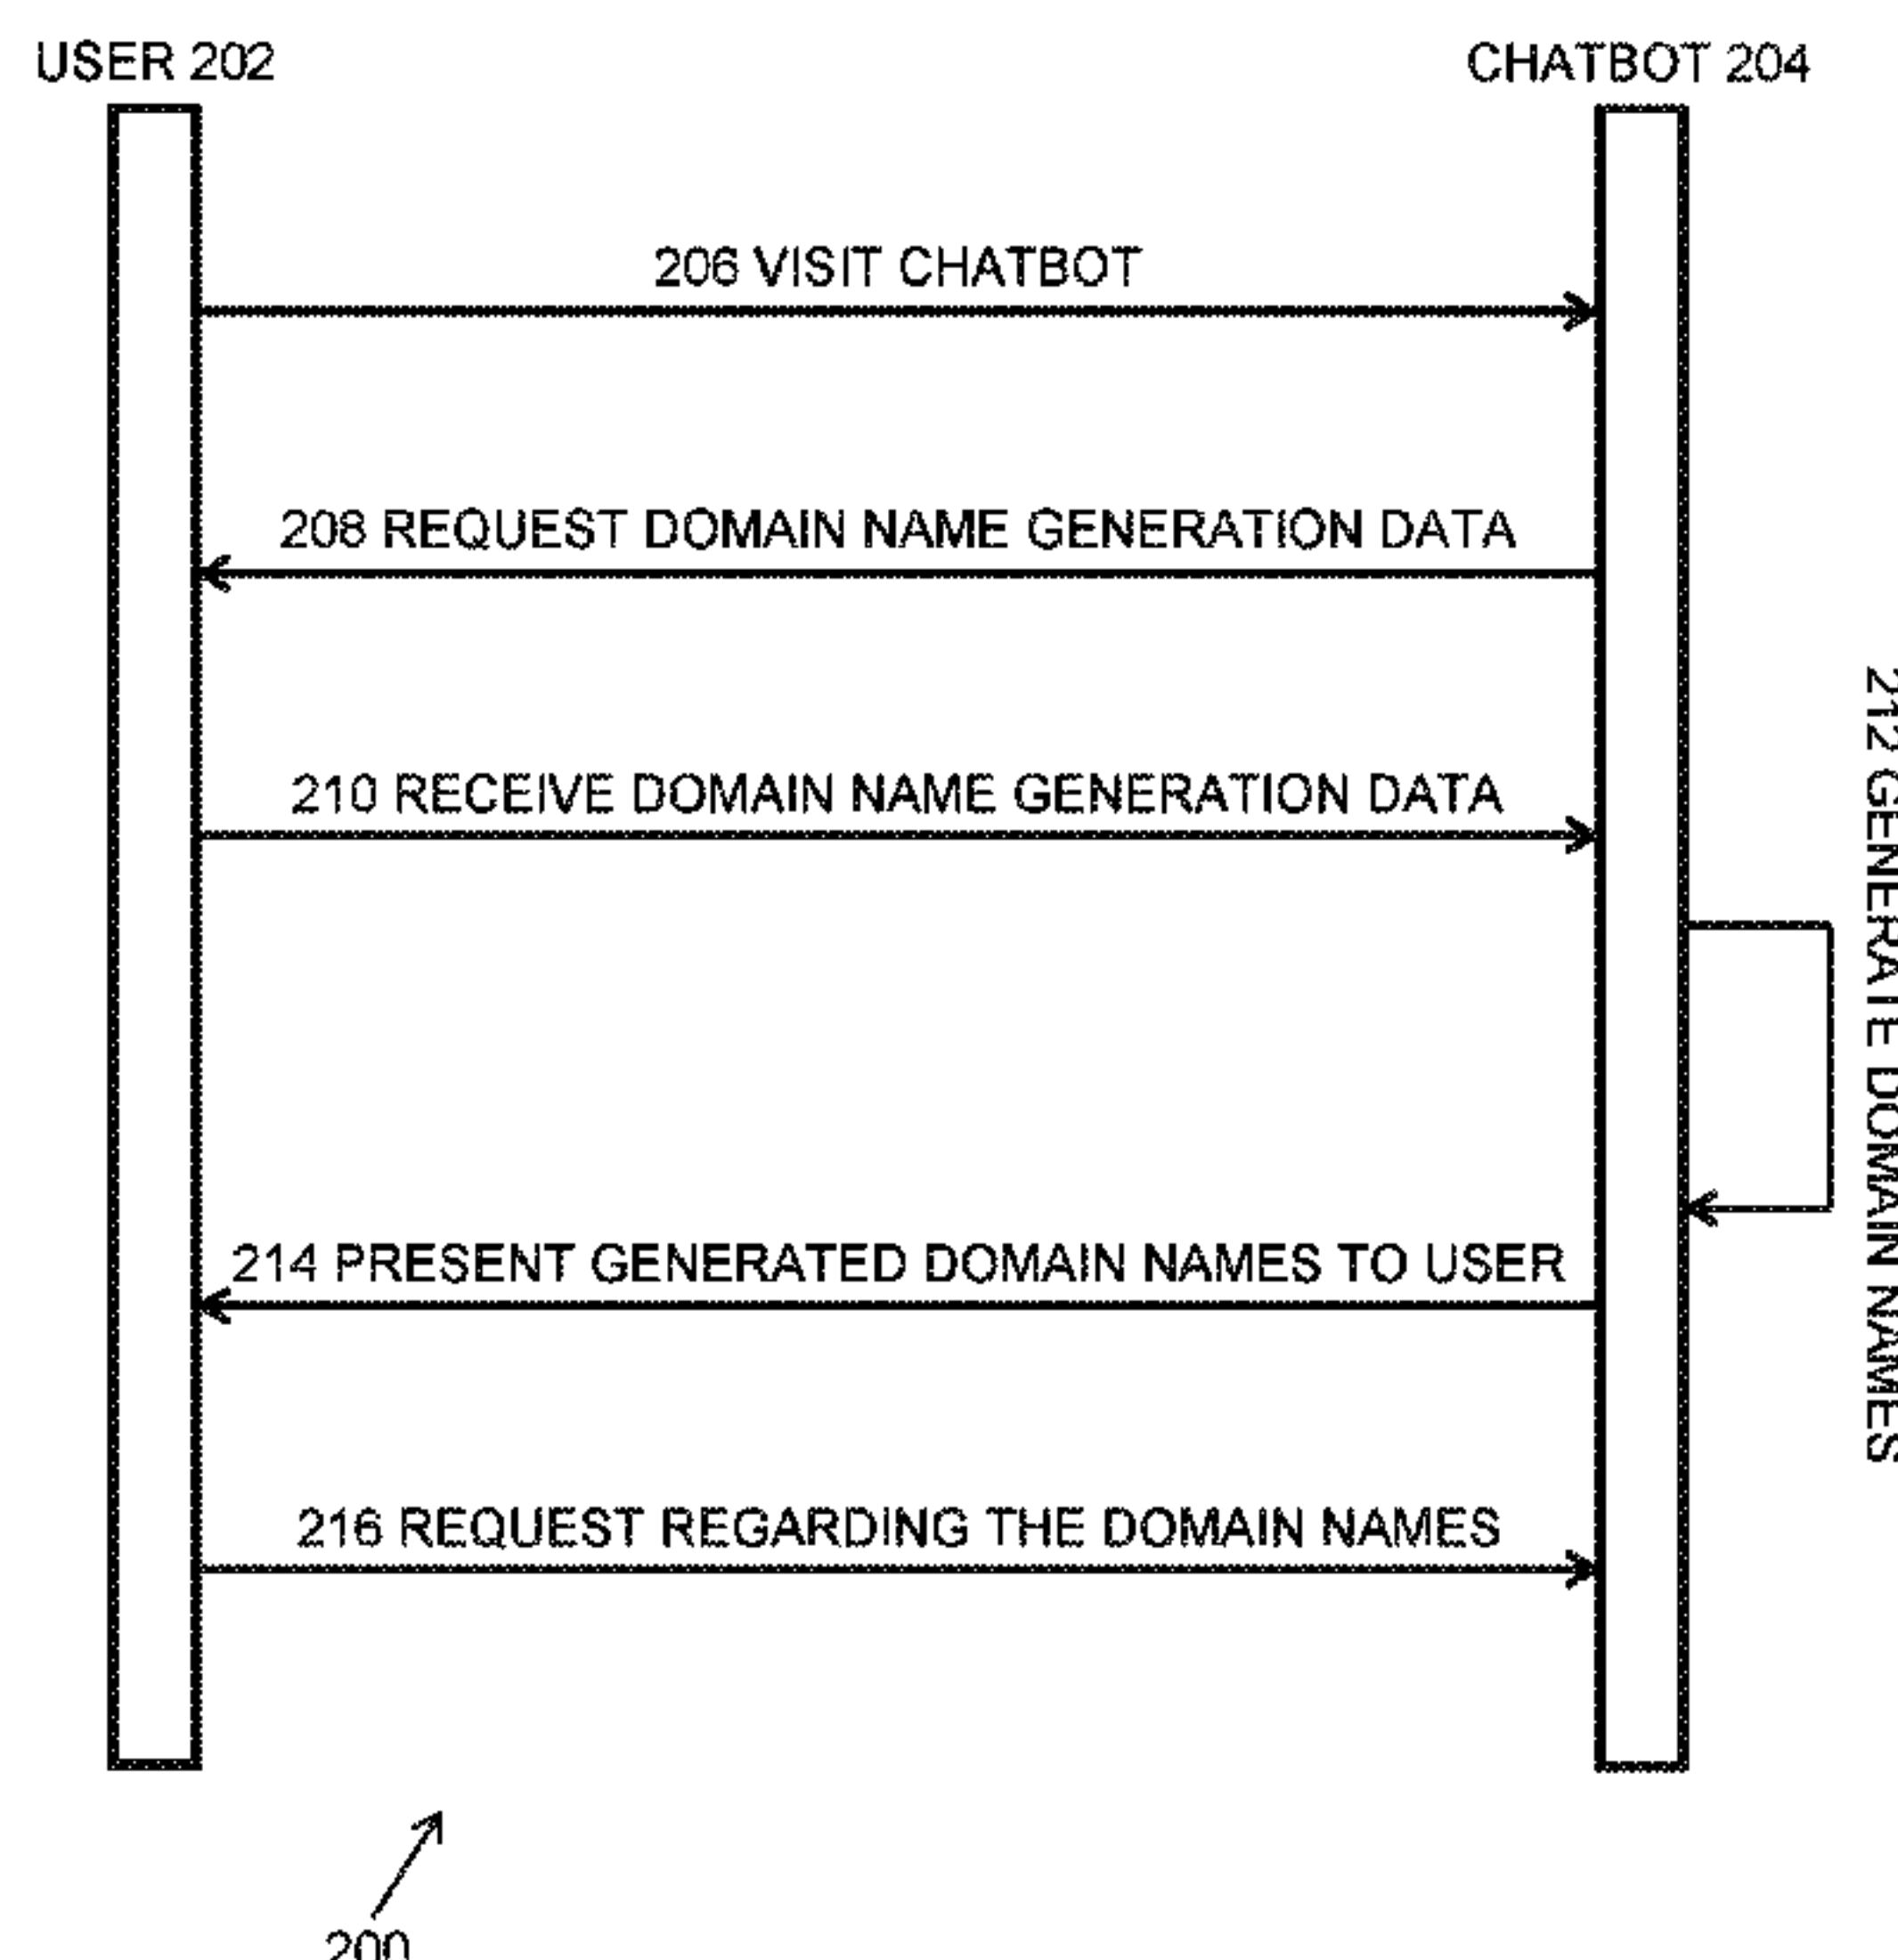 USER 202
CHATBOT 204
206 VISIT CHATBOT
208 REQUEST DOMAIN NAME GENERATION DATA
210 RECEIVE DOMAIN NAME GENERATION DATA
212 GENERATE DOMAIN NAMES
214 PRESENT GENERATED DOMAIN NAMES TO USER
216 REQUEST REGARDING THE DOMAIN NAMES
200